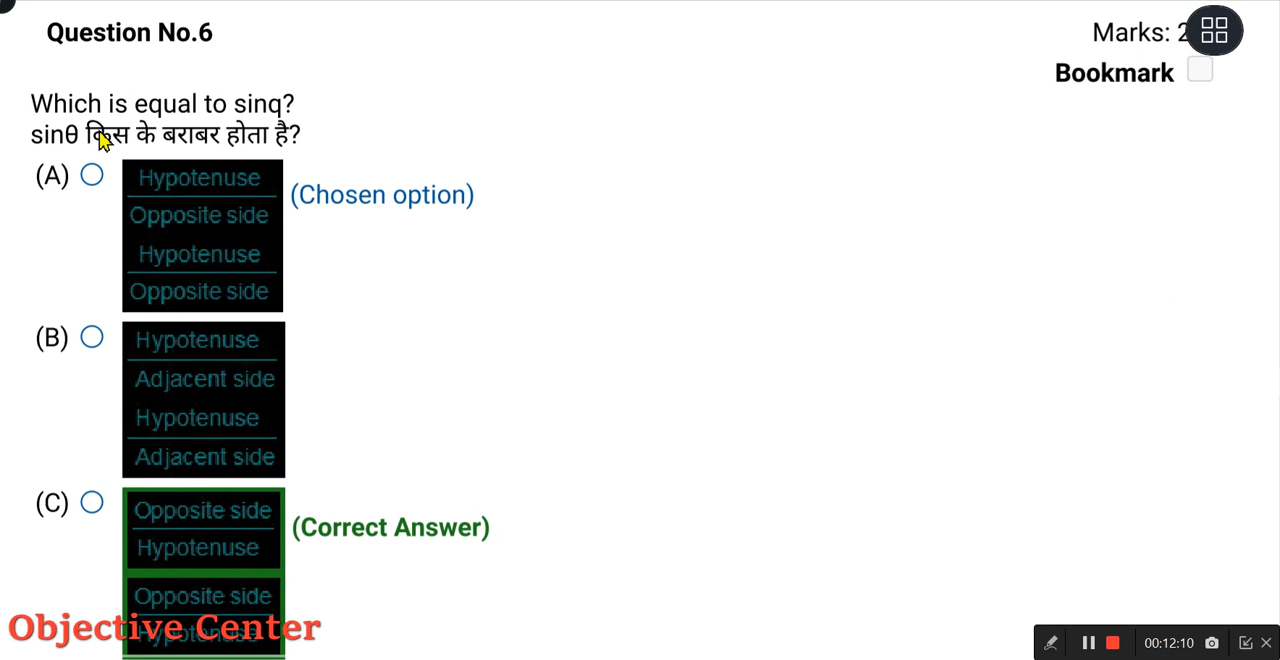 Question No.6
Marks: 2
Bookmark
Which is equal to sinq?
sinθ किस के बराबर होता है?
(A)
Hypotenuse
Opposite side
Hypotenuse
Opposite side
(Chosen option)
(B)
Hypotenuse
Adjacent side
Hypotenuse
Adjacent side
(C)
Opposite side
Hypotenuse
Opposite side
Hypotenuse
(Correct Answer)
Objective Center
00:12:10